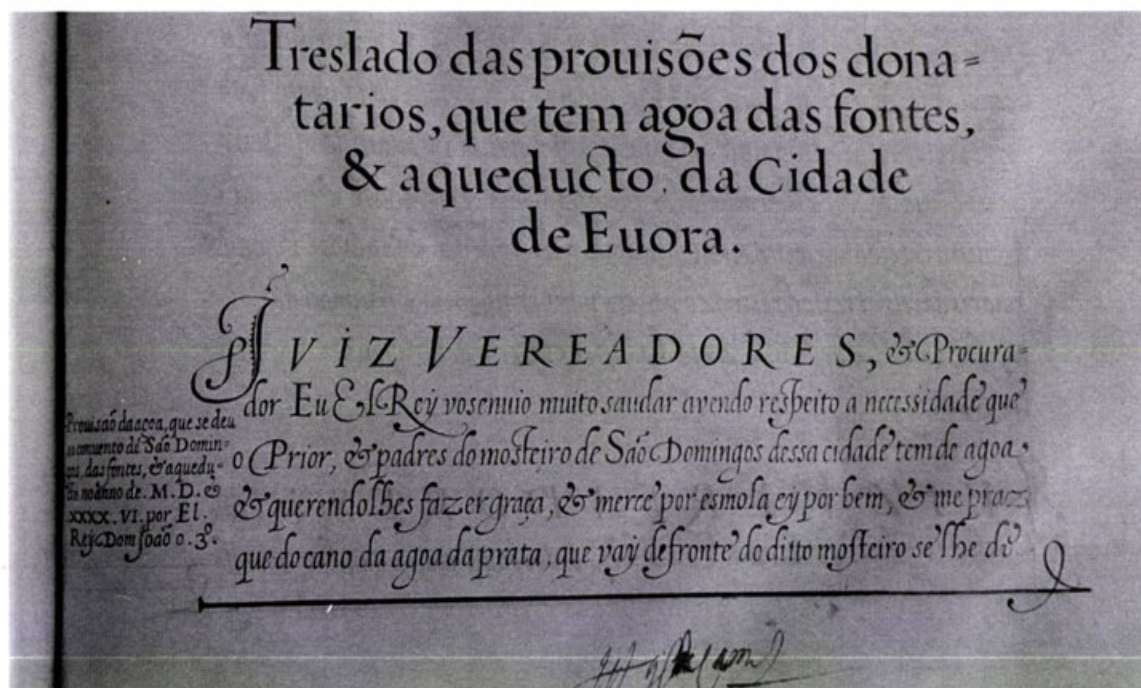 Treslado das prouisões dos dona=
tarios, que tem agoa das fontes,
& aqueducto da Cidade
de Euora.
IVIZ VEREADORES, & Procura=
dor Eu El Rey vos enuio muito saudar avendo respeito a necessidade que
o Prior, & padres do mosteiro de São Domingos dessa cidade tem de agoa.
& querendolhes fazer graça, & merce por esmola ey por bem, & me praz
que do cano da agoa da prata, que vay defronte do ditto mosteiro se lhe dè
Prouisão da agoa, que se deu
ao conuento de São Domin=
gos, das fontes, & aquedu=
cto no anno de M.D. &
XXXX.VI. por El.
Rey Dom João o .3º.